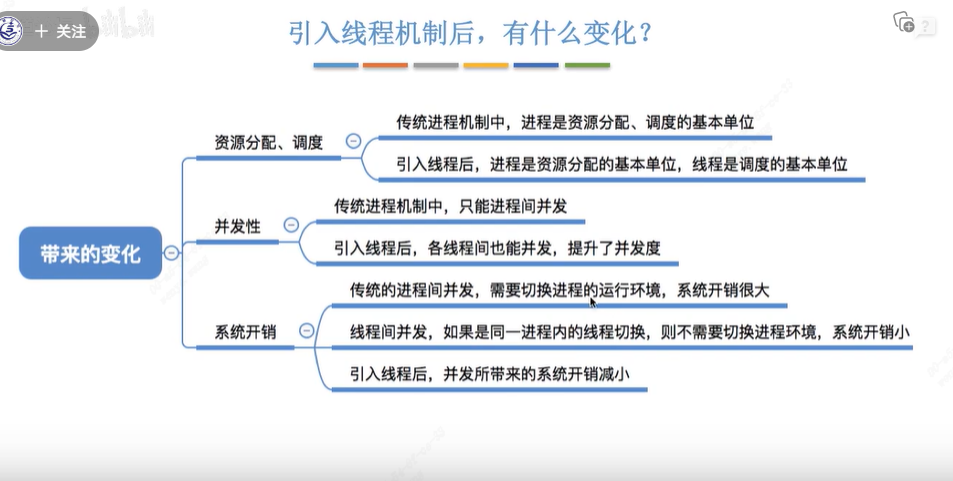 + 关注
引入线程机制后，有什么变化？
带来的变化
资源分配、调度
传统进程机制中，进程是资源分配、调度的基本单位
引入线程后，进程是资源分配的基本单位，线程是调度的基本单位
并发性
传统进程机制中，只能进程间并发
引入线程后，各线程间也能并发，提升了并发度
系统开销
传统的进程间并发，需要切换进程的运行环境，系统开销很大
线程间并发，如果是同一进程内的线程切换，则不需要切换进程环境，系统开销小
引入线程后，并发所带来的系统开销减小